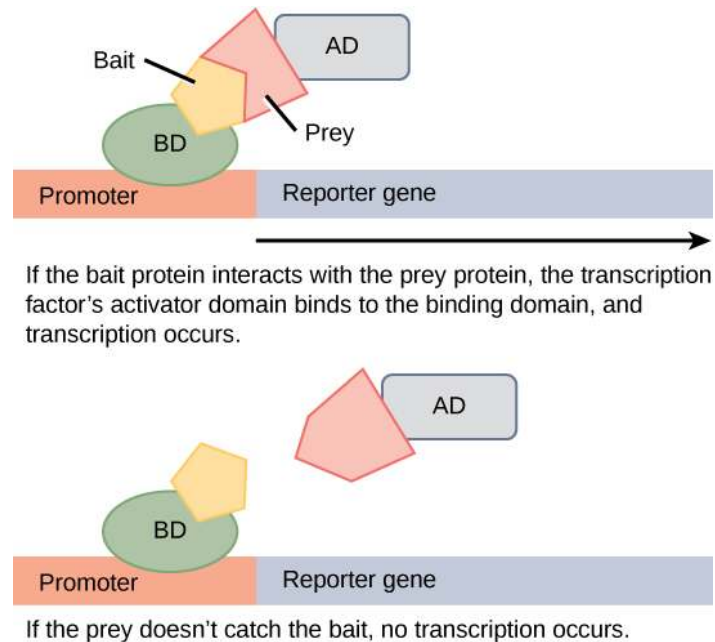 AD
Bait
Prey
BD
Promoter
Reporter gene
If the bait protein interacts with the prey protein, the transcription
factor’s activator domain binds to the binding domain, and
transcription occurs.
AD
BD
Promoter
Reporter gene
If the prey doesn’t catch the bait, no transcription occurs.